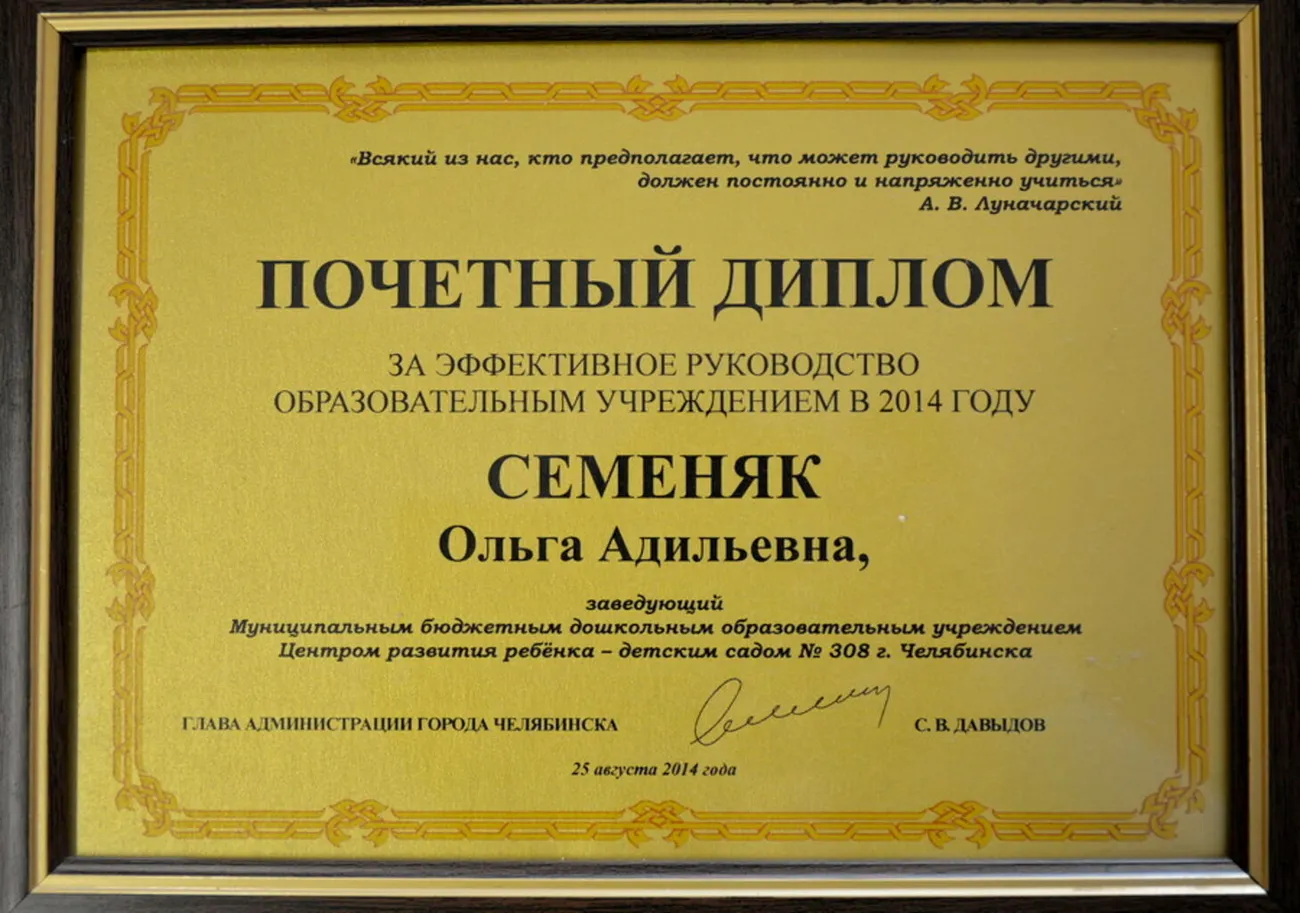 «Всякий из нас, кто предполагает, что может руководить другими,
должен постоянно и напряженно учиться»
А. В. Луначарский
ПОЧЕТНЫЙ ДИПЛОМ
ЗА ЭФФЕКТИВНОЕ РУКОВОДСТВО
ОБРАЗОВАТЕЛЬНЫМ УЧРЕЖДЕНИЕМ В 2014 ГОДУ
СЕМЕНЯК
Ольга Адильевна,
заведующий
Муниципальным бюджетным дошкольным образовательным учреждением
Центром развития ребёнка – детским садом № 308 г. Челябинска
ГЛАВА АДМИНИСТРАЦИИ ГОРОДА ЧЕЛЯБИНСКА С. В. ДАВЫДОВ
25 августа 2014 года